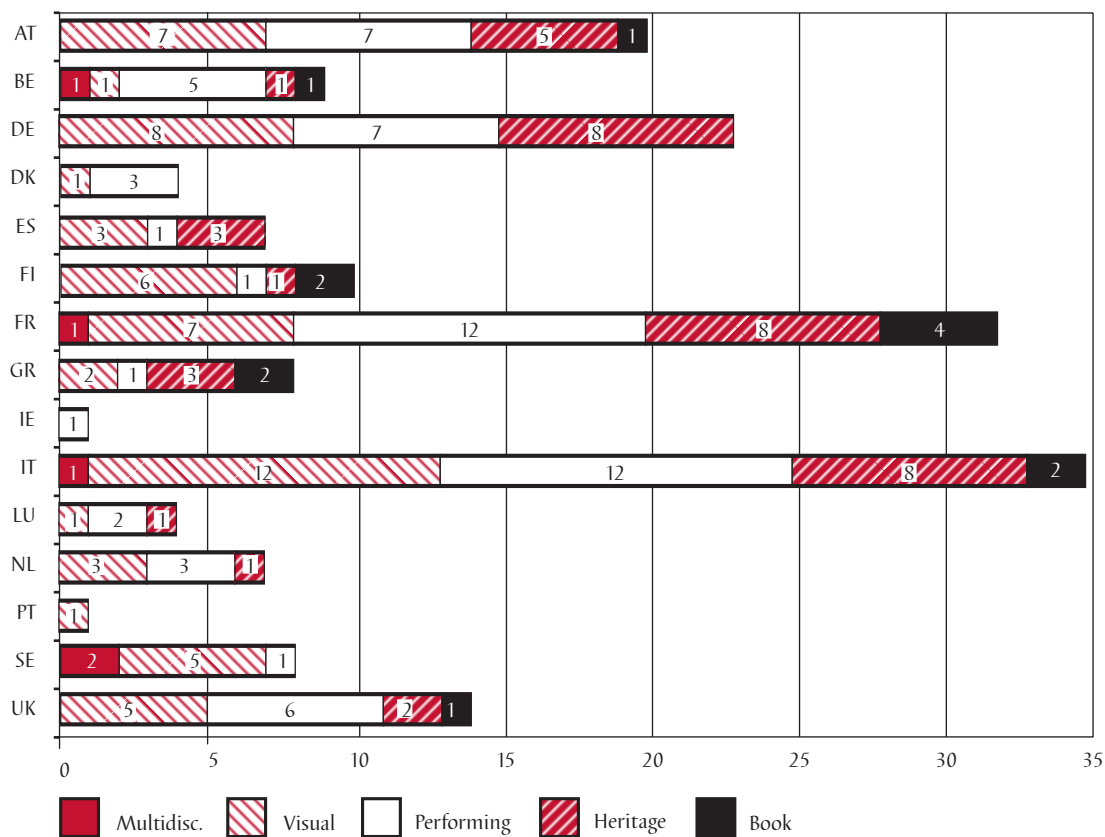 AT 7 7 5 1
BE 1 1 5 1 1
DE 8 7 8
DK 1 3
ES 3 1 3
FI 6 1 1 2
FR 1 7 12 8 4
GR 2 1 3 2
IE 1
IT 1 12 12 8 2
LU 1 2 1
NL 3 3 1
PT 1
SE 2 5 1
UK 5 6 2 1
0 5 10 15 20 25 30 35
Multidisc. Visual Performing Heritage Book